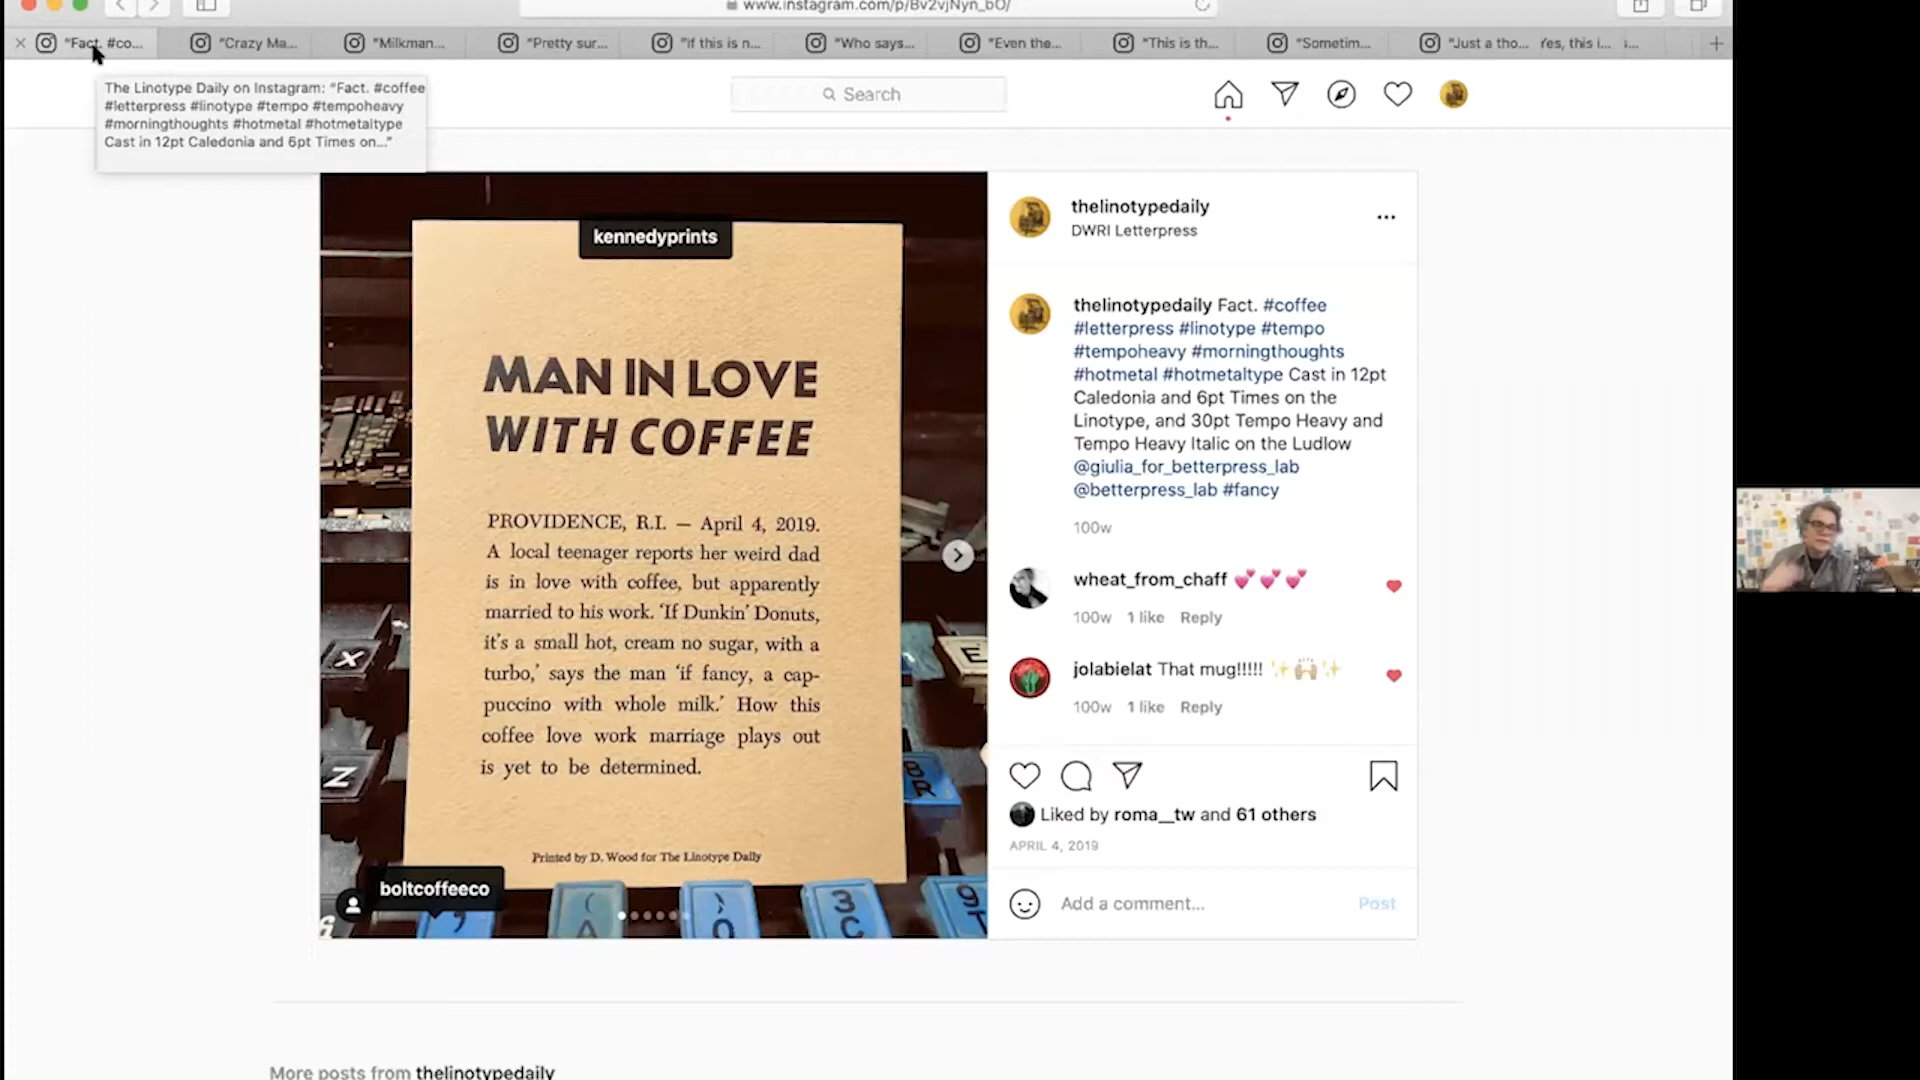 www.instagram.com/p/Bv2vjNyn_bO/
"Fact. #co...
"Crazy Ma...
"Milkman...
"Pretty sur...
"If this is n...
"Who says...
"Even the...
"This is th...
"Sometim...
"Just a tho...
Yes, this i...
The Linotype Daily on Instagram: "Fact. #coffee
#letterpress #linotype #tempo #tempoheavy
#morningthoughts #hotmetal #hotmetaltype
Cast in 12pt Caledonia and 6pt Times on..."
Search
kennedyprints
MAN IN LOVE
WITH COFFEE
PROVIDENCE, R.I. — April 4, 2019.
A local teenager reports her weird dad
is in love with coffee, but apparently
married to his work. 'If Dunkin' Donuts,
it's a small hot, cream no sugar, with a
turbo,' says the man 'if fancy, a cap-
puccino with whole milk.' How this
coffee love work marriage plays out
is yet to be determined.
Printed by D. Wood for The Linotype Daily
boltcoffeeco
X
Z
E
BR
A
O
3
C
thelinotypedaily
DWRI Letterpress
thelinotypedaily Fact. #coffee
#letterpress #linotype #tempo
#tempoheavy #morningthoughts
#hotmetal #hotmetaltype Cast in 12pt
Caledonia and 6pt Times on the
Linotype, and 30pt Tempo Heavy and
Tempo Heavy Italic on the Ludlow
@giulia_for_betterpress_lab
@betterpress_lab #fancy
100w
wheat_from_chaff 💕💕💕
100w 1 like Reply
jolabielat That mug!!!!! ✨🙌🏼✨
100w 1 like Reply
Liked by roma__tw and 61 others
APRIL 4, 2019
Add a comment...
Post
More posts from thelinotypedaily